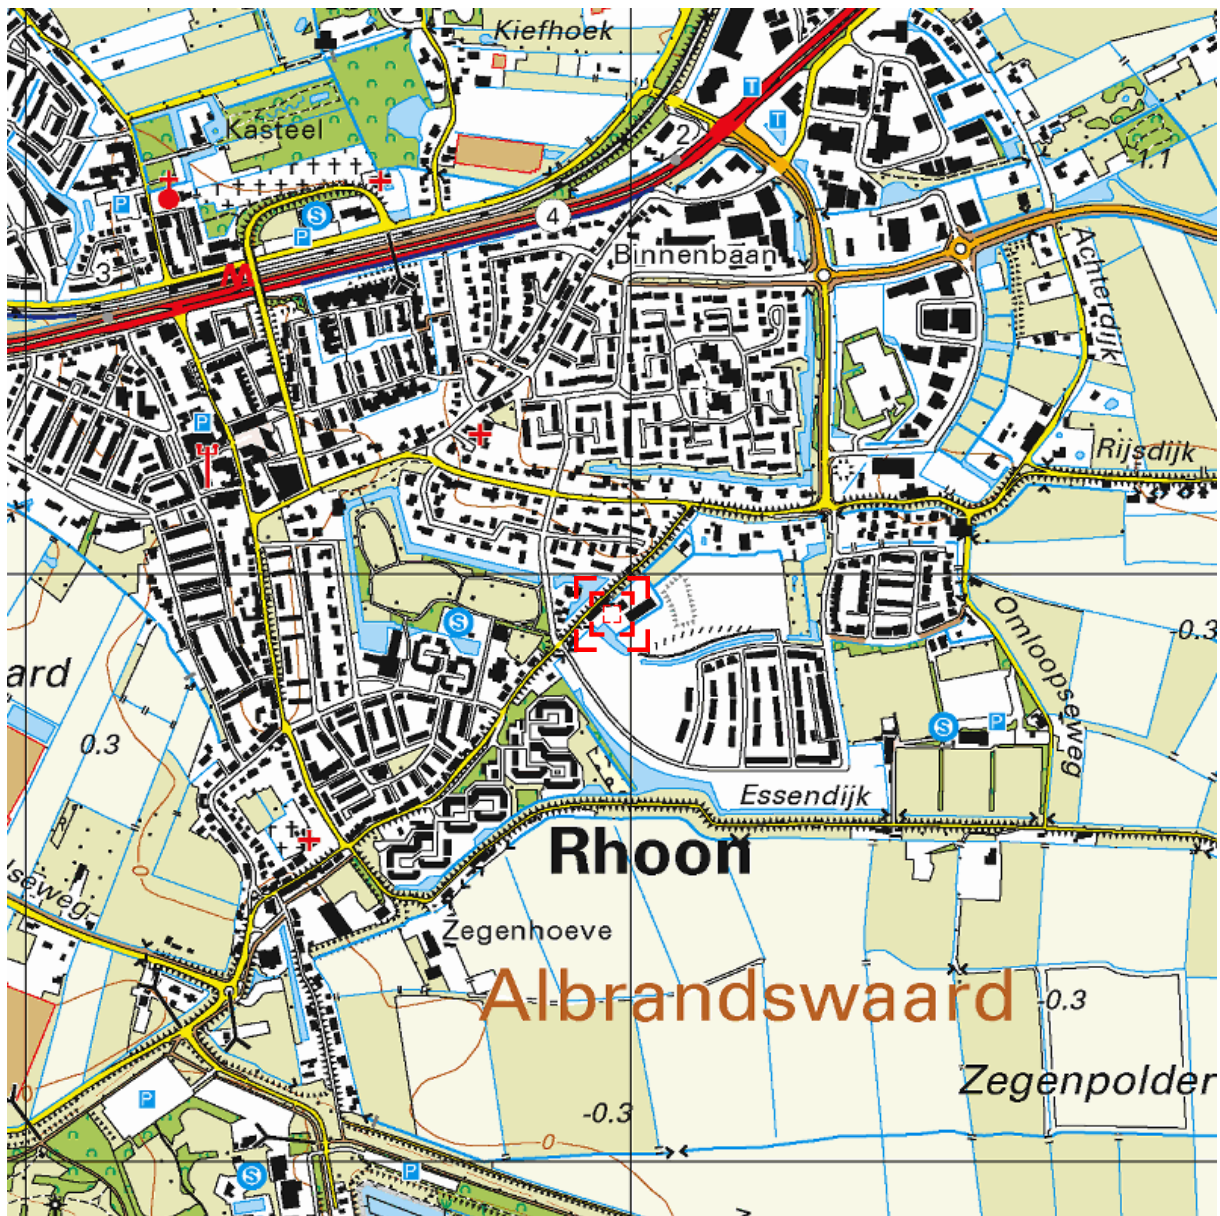 Kiefhoek
T
T
Kasteel
2
1.1
P
S
P
4
3
Binnenbaan
M
Achterdijk
P
Rijsdijk
S
Omloopseweg
-0.3
ard
0.3
S
P
Essendijk
Rhoon
0
Zegenhoeve
Albrandswaard
-0.3
Zegenpolder
P
-0.3
0
P
S